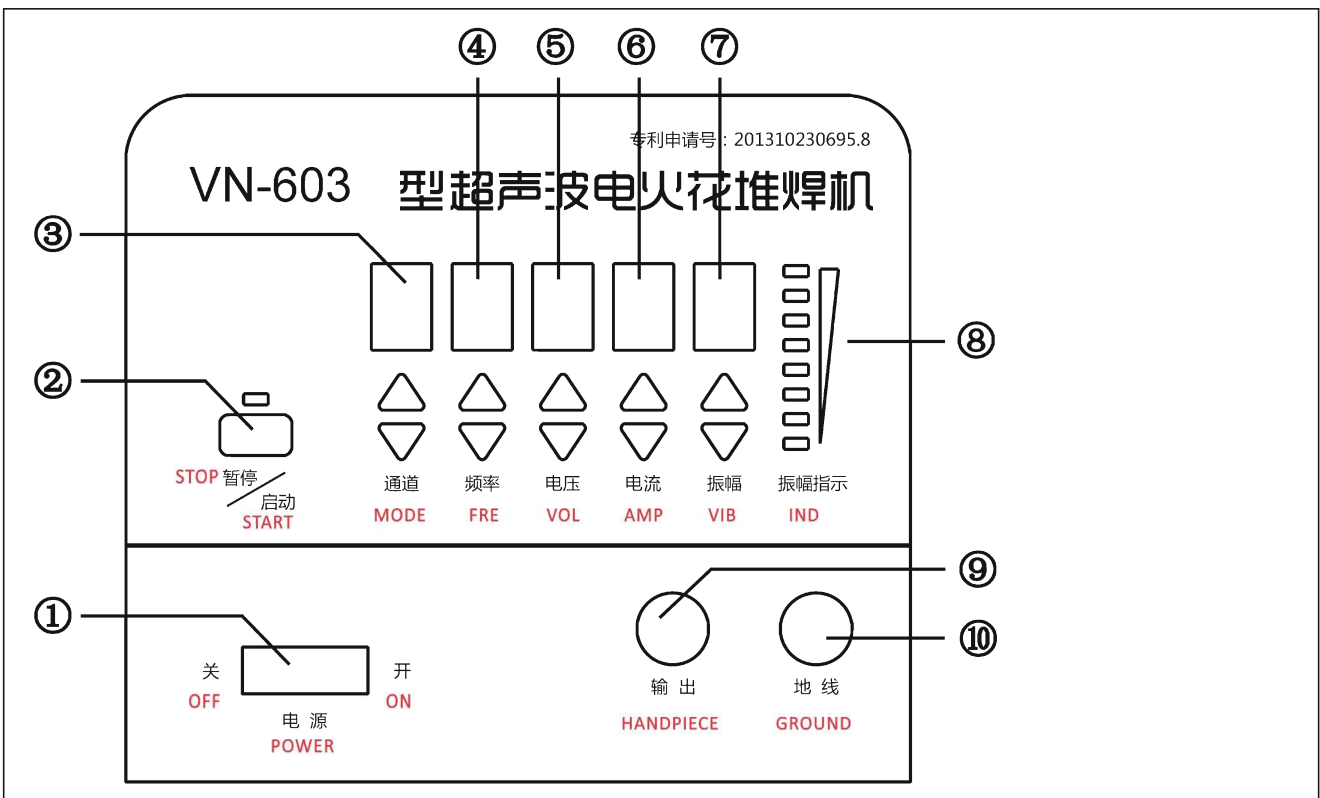 ④ ⑤ ⑥ ⑦
专利申请号：201310230695.8
VN-603 型超声波电火花堆焊机
③
⑧
②
STOP 暂停
启动
START
通道 频率 电压 电流 振幅 振幅指示
MODE FRE VOL AMP VIB IND
⑨
①
⑩
关 开
OFF ON
电源
POWER
输出 地线
HANDPIECE GROUND